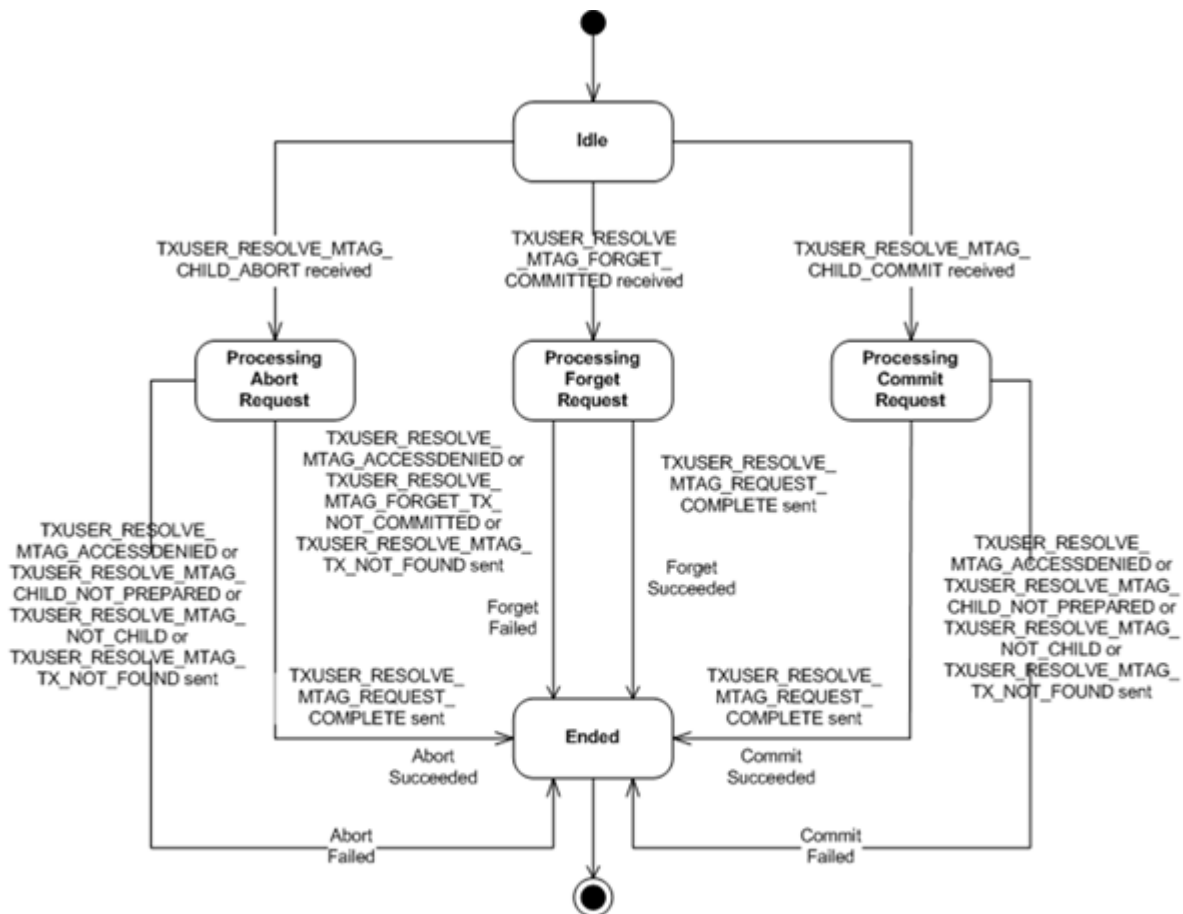 Idle
TXUSER_RESOLVE_MTAG_
CHILD_ABORT received
TXUSER_RESOLVE
_MTAG_FORGET_
COMMITTED received
TXUSER_RESOLVE_MTAG_
CHILD_COMMIT received
Processing
Abort
Request
Processing
Forget
Request
Processing
Commit
Request
TXUSER_RESOLVE_
MTAG_ACCESSDENIED or
TXUSER_RESOLVE_
MTAG_FORGET_TX_
NOT_COMMITTED or
TXUSER_RESOLVE_MTAG_
TX_NOT_FOUND sent
TXUSER_RESOLVE_
MTAG_REQUEST_
COMPLETE sent
TXUSER_RESOLVE_
MTAG_ACCESSDENIED or
TXUSER_RESOLVE_MTAG_
CHILD_NOT_PREPARED or
TXUSER_RESOLVE_MTAG_
NOT_CHILD or
TXUSER_RESOLVE_MTAG_
TX_NOT_FOUND sent
Forget
Failed
Forget
Succeeded
TXUSER_RESOLVE_
MTAG_ACCESSDENIED or
TXUSER_RESOLVE_MTAG_
CHILD_NOT_PREPARED or
TXUSER_RESOLVE_MTAG_
NOT_CHILD or
TXUSER_RESOLVE_MTAG_
TX_NOT_FOUND sent
TXUSER_RESOLVE_
MTAG_REQUEST_
COMPLETE sent
TXUSER_RESOLVE_
MTAG_REQUEST_
COMPLETE sent
Ended
Abort
Succeeded
Commit
Succeeded
Abort
Failed
Commit
Failed